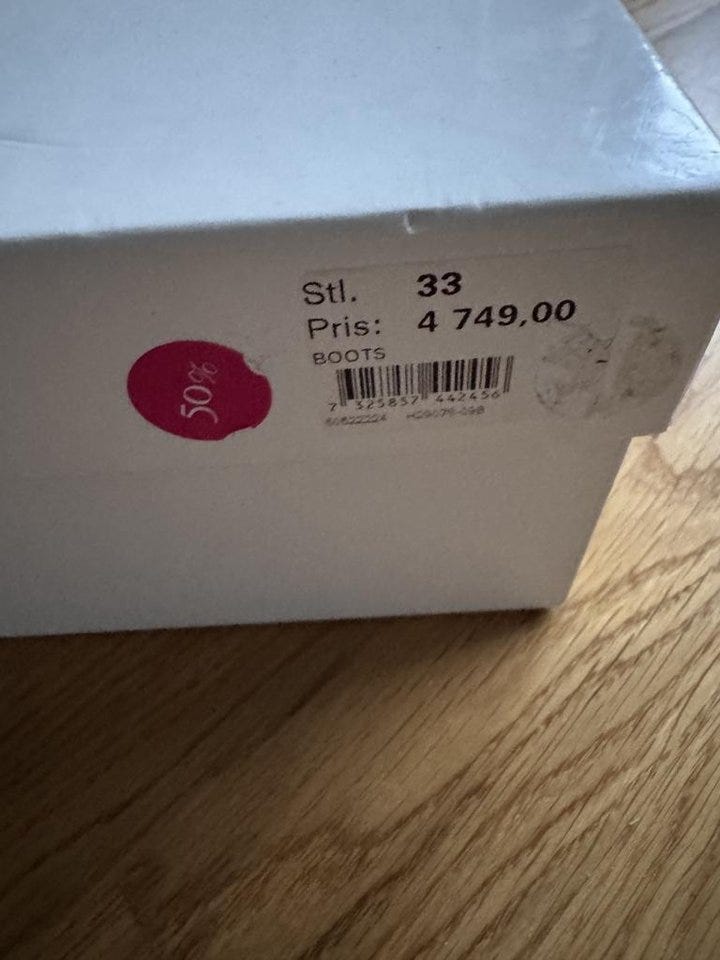 Stl. 33
Pris: 4 749,00
BOOTS
7 325857 442456
50%